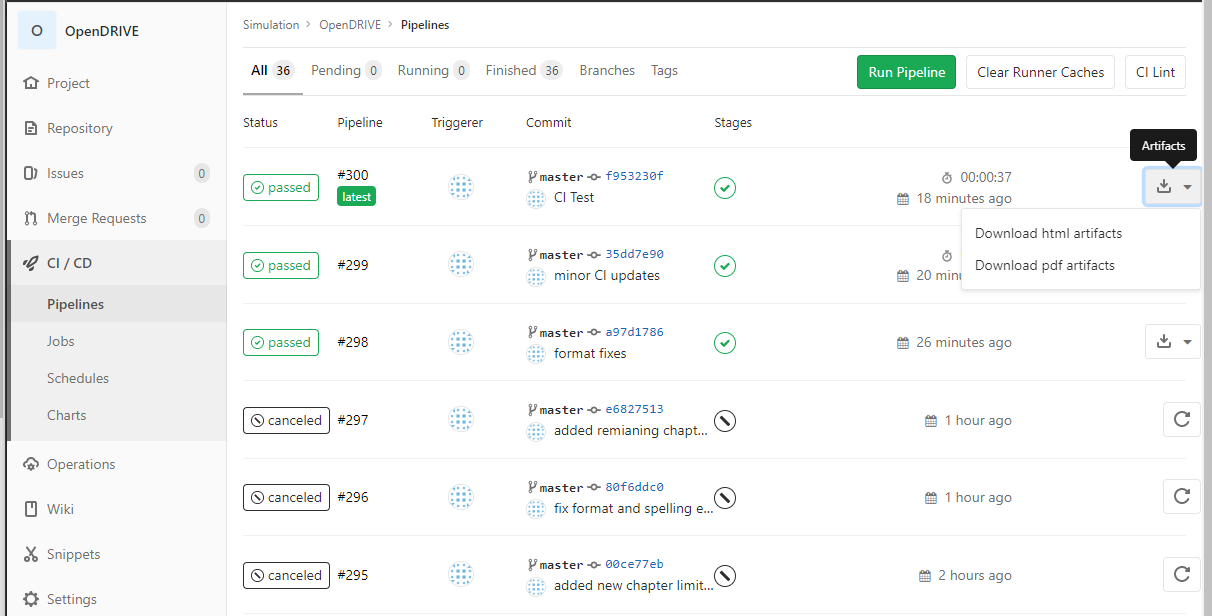 O OpenDRIVE
Project
Repository
Issues 0
Merge Requests 0
CI / CD
Pipelines
Jobs
Schedules
Charts
Operations
Wiki
Snippets
Settings
Simulation > OpenDRIVE > Pipelines
All 36 Pending 0 Running 0 Finished 36 Branches Tags Run Pipeline Clear Runner Caches CI Lint
Status Pipeline Triggerer Commit Stages
Artifacts
passed #300 latest master f953230f 00:00:37
CI Test 18 minutes ago
Download html artifacts
Download pdf artifacts
passed #299 master 35dd7e90
minor CI updates 20 minu
passed #298 master a97d1786 26 minutes ago
format fixes
canceled #297 master e6827513 1 hour ago
added remianing chapt...
canceled #296 master 80f6ddc0 1 hour ago
fix format and spelling e...
canceled #295 master 00ce77eb 2 hours ago
added new chapter limit...